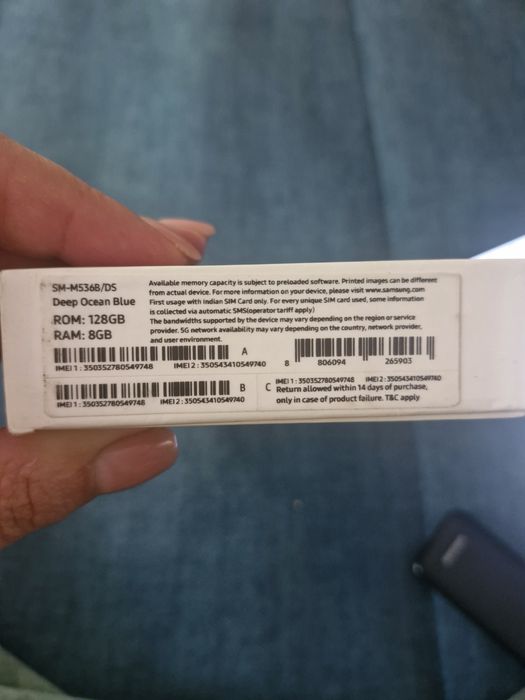 SM-M536B/DS
Deep Ocean Blue
ROM: 128GB
RAM: 8GB
Available memory capacity is subject to preloaded software. Printed images can be different
from actual device. For more information on your device, please visit www.samsung.com
First usage with Indian SIM Card only. For every unique SIM card used, some information
is collected via automatic SMS(operator tariff apply)
The bandwidths supported by the device may vary depending on the region or service
provider. 5G network availability may vary depending on the country, network provider,
and user environment.
A
IMEI 1 : 350352780549748 IMEI 2 : 350543410549740
8 806094 265903
B
IMEI 1 : 350352780549748 IMEI 2 : 350543410549740
C IMEI 1 : 350352780549748 IMEI 2 : 350543410549740
Return allowed within 14 days of purchase,
only in case of product failure. T&C apply